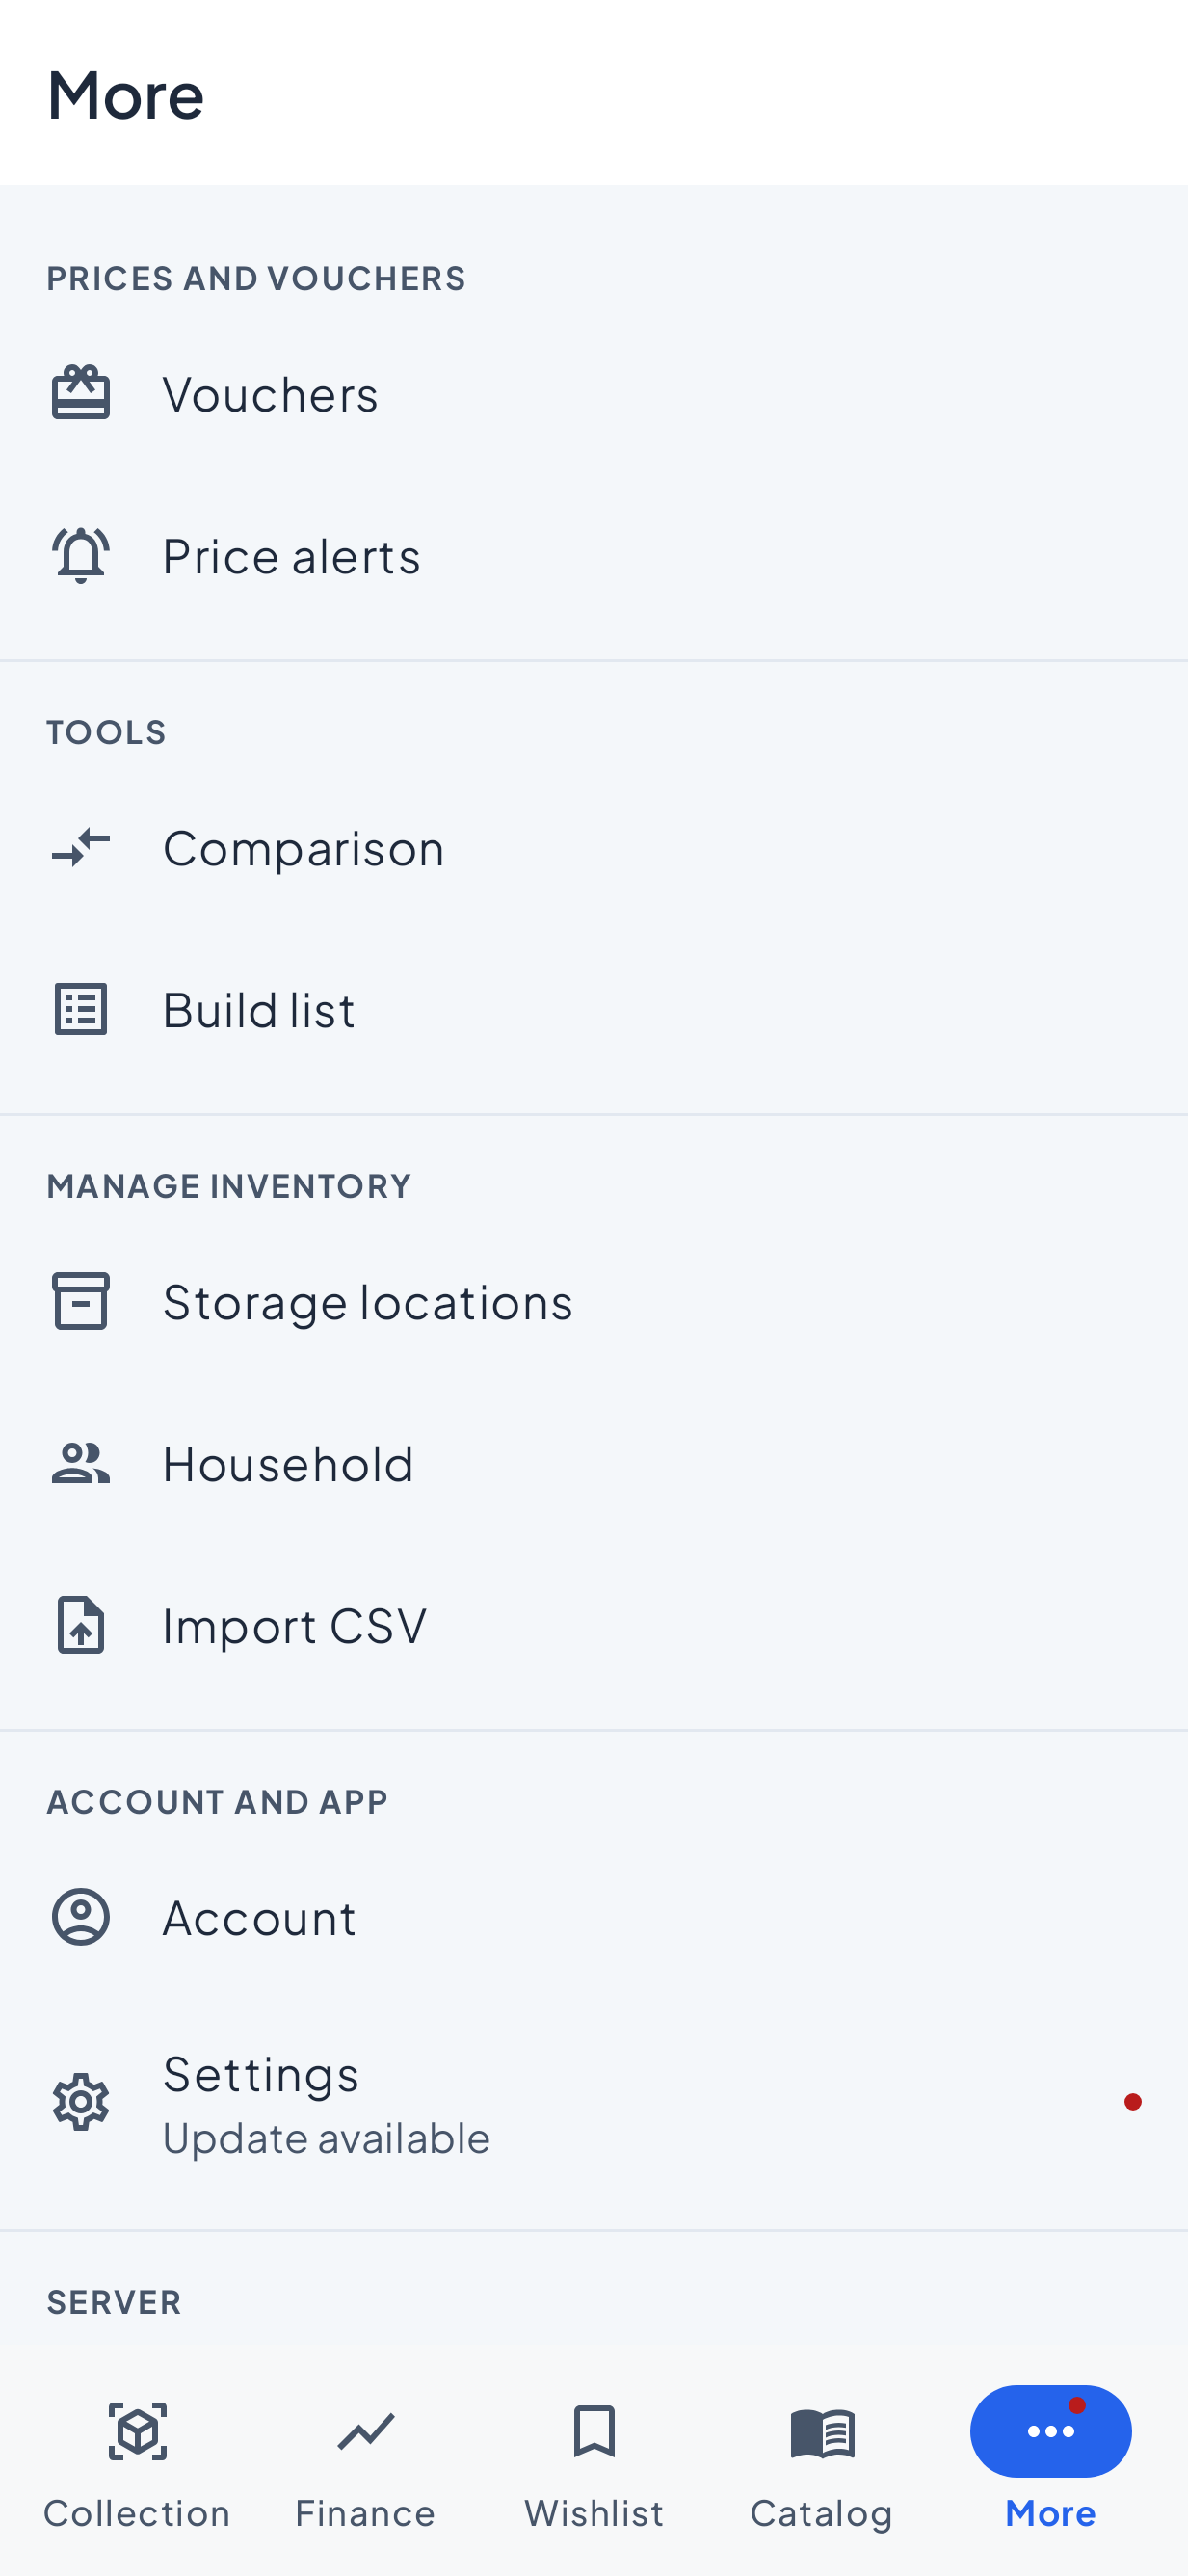 More
PRICES AND VOUCHERS
Vouchers
Price alerts
TOOLS
Comparison
Build list
MANAGE INVENTORY
Storage locations
Household
Import CSV
ACCOUNT AND APP
Account
Settings
Update available
SERVER
Collection
Finance
Wishlist
Catalog
More